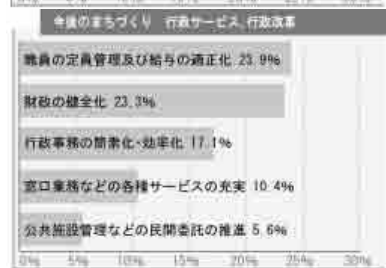 今後のまちづくり 行政サービス、行政改革
職員の定員管理及び給与の適正化 23.9%
財政の健全化 23.3%
行政事務の簡素化・効率化 17.1%
窓口業務などの各種サービスの充実 10.4%
公共施設管理などの民間委託の推進 5.6%
0% 5% 10% 15% 20% 25% 30%